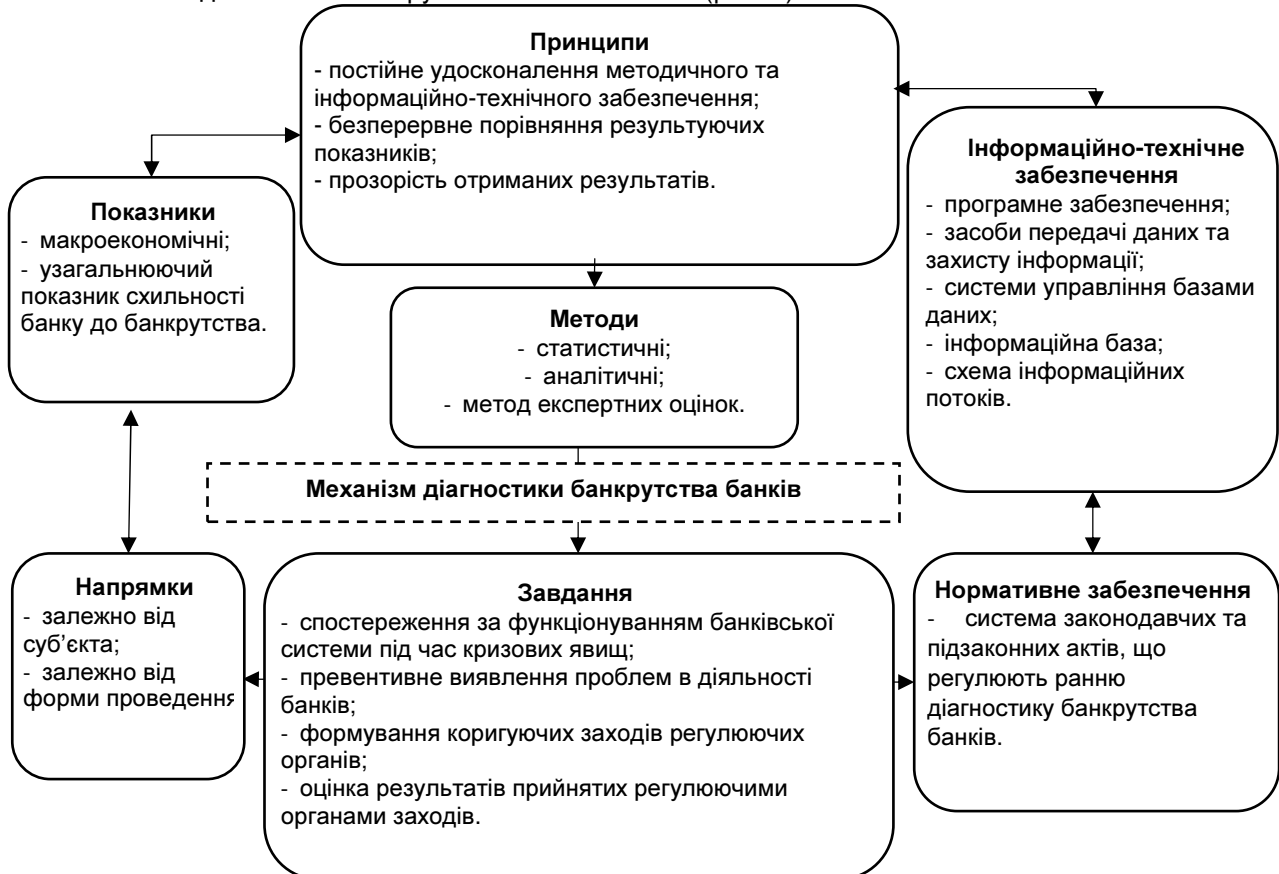 Принципи
- постійне удосконалення методичного та
інформаційно-технічного забезпечення;
- безперервне порівняння результуючих
показників;
- прозорість отриманих результатів.
Показники
- макроекономічні;
- узагальнюючий
показник схильності
банку до банкрутства.
Інформаційно-технічне
забезпечення
- програмне забезпечення;
- засоби передачі даних та
захисту інформації;
- системи управління базами
даних;
- інформаційна база;
- схема інформаційних
потоків.
Методи
- статистичні;
- аналітичні;
- метод експертних оцінок.
Механізм діагностики банкрутства банків
Напрямки
- залежно від
суб’єкта;
- залежно від
форми проведення
Завдання
- спостереження за функціонуванням банківської
системи під час кризових явищ;
- превентивне виявлення проблем в діяльності
банків;
- формування коригуючих заходів регулюючих
органів;
- оцінка результатів прийнятих регулюючими
органами заходів.
Нормативне забезпечення
- система законодавчих та
підзаконних актів, що
регулюють ранню
діагностику банкрутства
банків.